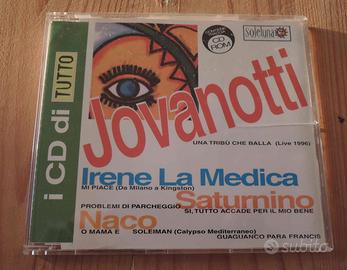 i CD di TUTTO
soleluna
CD
ROM
Jovanotti
UNA TRIBÙ CHE BALLA (Live 1996)
Irene La Medica
MI PIACE (Da Milano a Kingston)
Saturnino
PROBLEMI DI PARCHEGGIO
SI, TUTTO ACCADE PER IL MIO BENE
Naco
O MAMA E SOLEIMAN (Calypso Mediterraneo)
GUAGUANCO PARA FRANCIS
subito